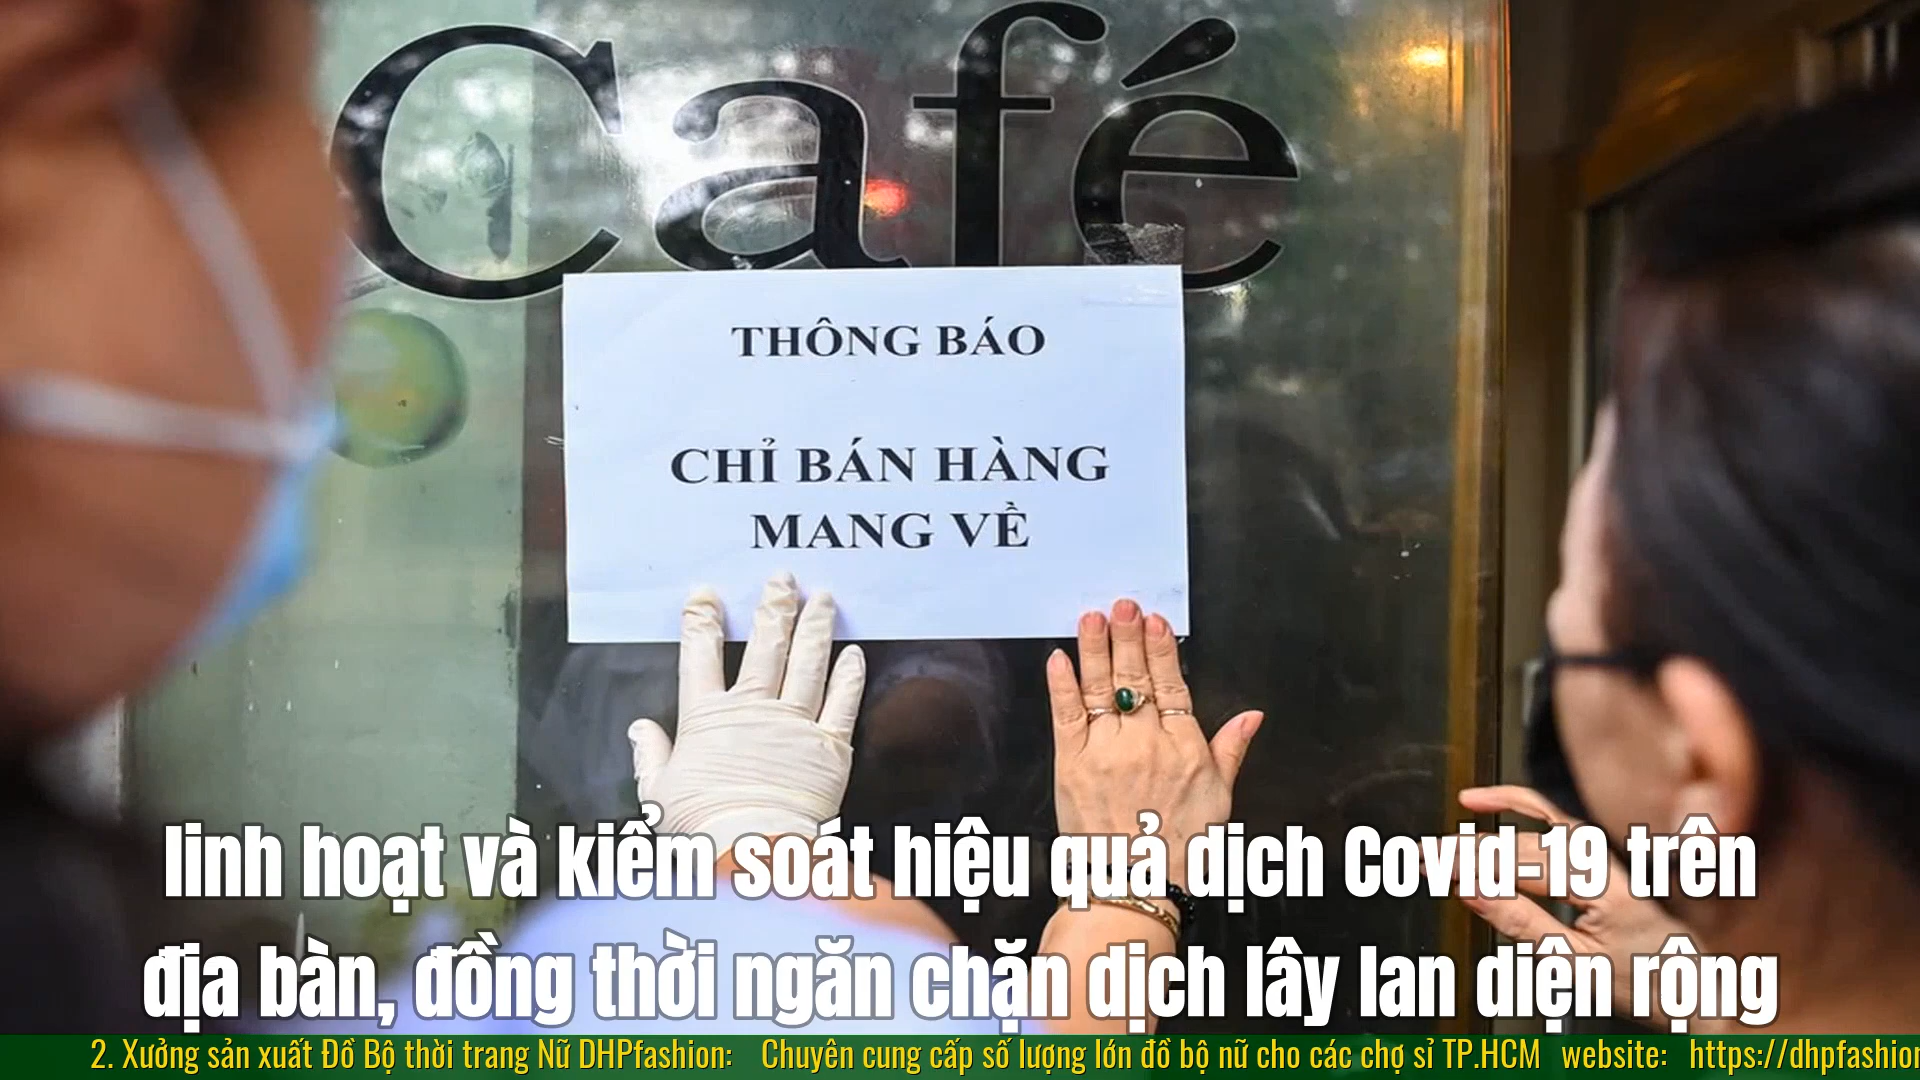 Café
THÔNG BÁO
CHỈ BÁN HÀNG
MANG VỀ
linh hoạt và kiểm soát hiệu quả dịch Covid-19 trên
địa bàn, đồng thời ngăn chặn dịch lây lan diện rộng
2. Xưởng sản xuất Đồ Bộ thời trang Nữ DHPfashion: Chuyên cung cấp số lượng lớn đồ bộ nữ cho các chợ sỉ TP.HCM website: https://dhpfashion